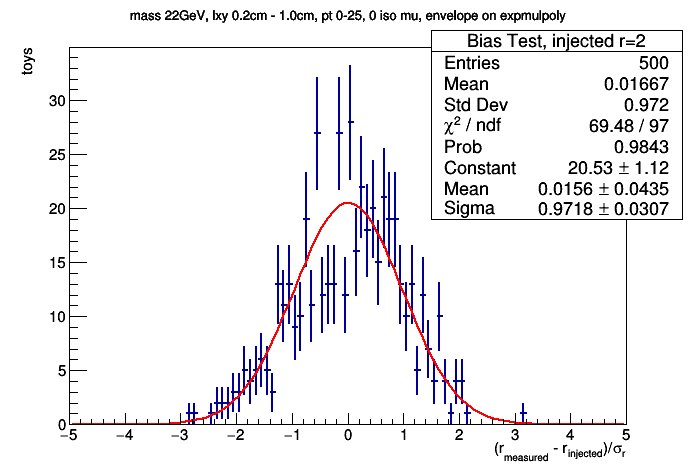 mass 22GeV, lxy 0.2cm - 1.0cm, pt 0-25, 0 iso mu, envelope on expmulpoly
toys
Bias Test, injected r=2
Entries 500
Mean 0.01667
Std Dev 0.972
χ² / ndf 69.48 / 97
Prob 0.9843
Constant 20.53 ± 1.12
Mean 0.0156 ± 0.0435
Sigma 0.9718 ± 0.0307
30
25
20
15
10
5
0
−5 −4 −3 −2 −1 0 1 2 3 4 5
(r_measured - r_injected)/σ_r